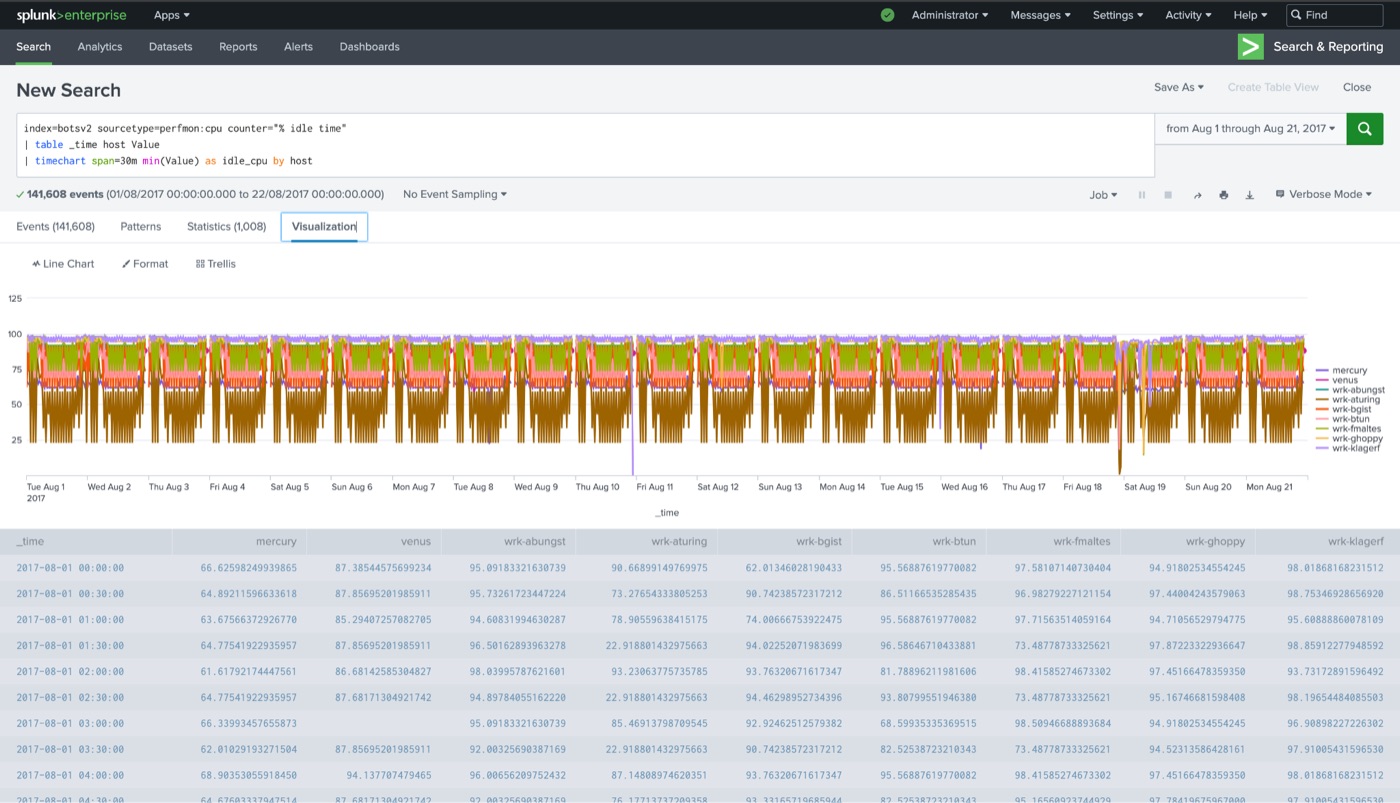 splunk>enterprise Apps Administrator Messages Settings Activity Help Find
Search Analytics Datasets Reports Alerts Dashboards Search & Reporting
New Search Save As Create Table View Close
index=botsv2 sourcetype=perfmon:cpu counter="% idle time"
| table _time host Value
| timechart span=30m min(Value) as idle_cpu by host
from Aug 1 through Aug 21, 2017
141,608 events (01/08/2017 00:00:00.000 to 22/08/2017 00:00:00.000) No Event Sampling Job Verbose Mode
Events (141,608) Patterns Statistics (1,008) Visualization
Line Chart Format Trellis
125
100
75
50
25
mercury
venus
wrk-abungst
wrk-aturing
wrk-bgist
wrk-btun
wrk-fmaltes
wrk-ghoppy
wrk-klagerf
Tue Aug 1 Wed Aug 2 Thu Aug 3 Fri Aug 4 Sat Aug 5 Sun Aug 6 Mon Aug 7 Tue Aug 8 Wed Aug 9 Thu Aug 10 Fri Aug 11 Sat Aug 12 Sun Aug 13 Mon Aug 14 Tue Aug 15 Wed Aug 16 Thu Aug 17 Fri Aug 18 Sat Aug 19 Sun Aug 20 Mon Aug 21
2017
_time
_time mercury venus wrk-abungst wrk-aturing wrk-bgist wrk-btun wrk-fmaltes wrk-ghoppy wrk-klagerf
2017-08-01 00:00:00 66.62598249939865 87.38544575699234 95.09183321630739 90.66899149769975 62.01346028190433 95.56887619770082 97.58107140730404 94.91802534554245 98.01868168231512
2017-08-01 00:30:00 64.89211596633618 87.85695201985911 95.73261723447224 73.27654333805253 90.74238572317212 86.51166535285435 96.98279227121154 97.44004243579063 98.75346928656920
2017-08-01 01:00:00 63.67566372926770 85.29407257082705 94.60831994630287 78.90559638415175 74.00666753922475 95.56887619770082 97.71563514059164 94.71056529794775 95.60888860078109
2017-08-01 01:30:00 64.77541922935957 87.85695201985911 96.50162893963278 22.918801432975663 94.02252071983699 96.58646710433881 73.48778733325621 97.87223322936647 98.85912277948592
2017-08-01 02:00:00 61.61792174447561 86.68142585304827 98.03995787621601 93.23063775735785 93.76320671617347 81.78896211981606 98.41585274673302 97.45166478359350 93.73172891596492
2017-08-01 02:30:00 64.77541922935957 87.68171304921742 94.89784055162220 22.918801432975663 94.46298952734396 93.80799551946380 73.48778733325621 95.16746681598408 98.19654484085503
2017-08-01 03:00:00 66.33993457655873 95.09183321630739 85.46913798709545 92.92462512579382 68.59935335369515 98.50946688893684 94.91802534554245 96.90898227226302
2017-08-01 03:30:00 62.01029193271504 87.85695201985911 92.00325690387169 22.918801432975663 90.74238572317212 82.52538723210343 73.48778733325621 94.52313586428161 97.91005431596530
2017-08-01 04:00:00 68.90353055918450 94.137707479465 96.00656209752432 87.14808974620351 93.76320671617347 95.56887619770082 98.41585274673302 97.45166478359350 98.01868168231512